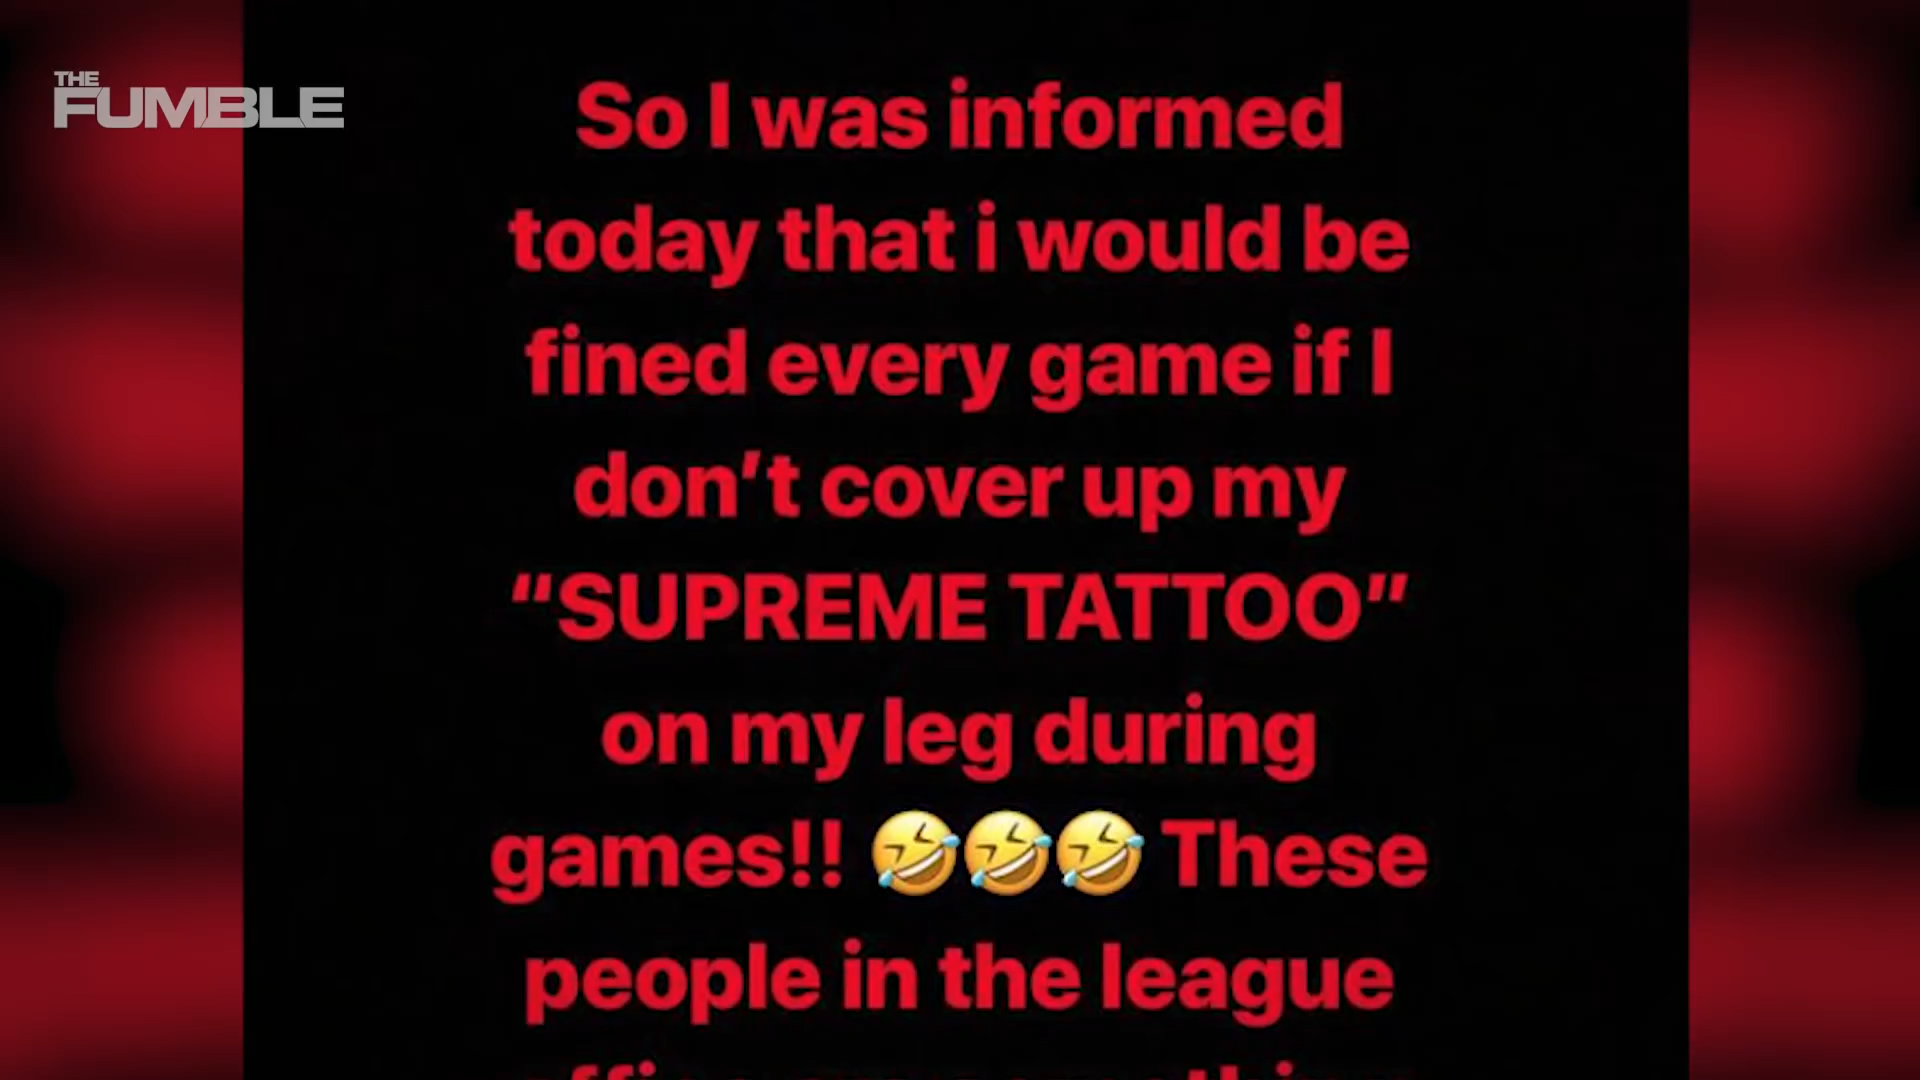 THE
FUMBLE
So I was informed
today that i would be
fined every game if I
don’t cover up my
“SUPREME TATTOO”
on my leg during
games!! 🤣🤣🤣 These
people in the league